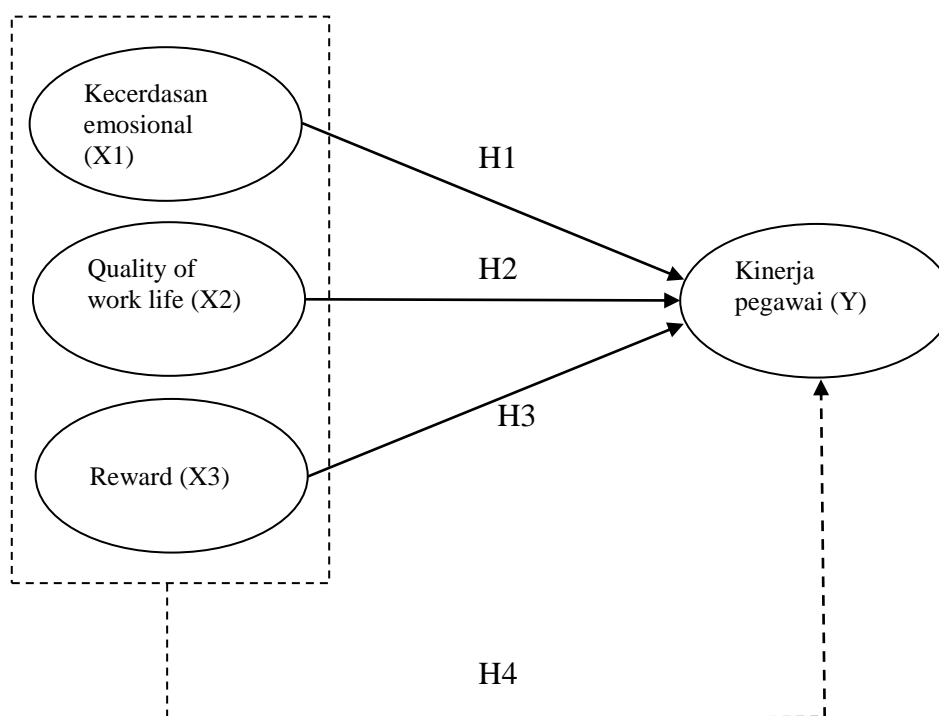 Kecerdasan
emosional
(X1)
H1
Quality of
work life (X2)
H2
Kinerja
pegawai (Y)
H3
Reward (X3)
H4